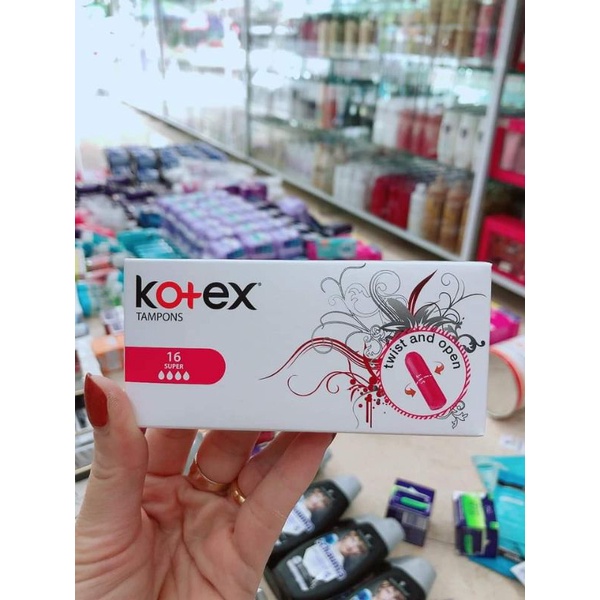 kotex®
TAMPONS
16
SUPER
twist and open